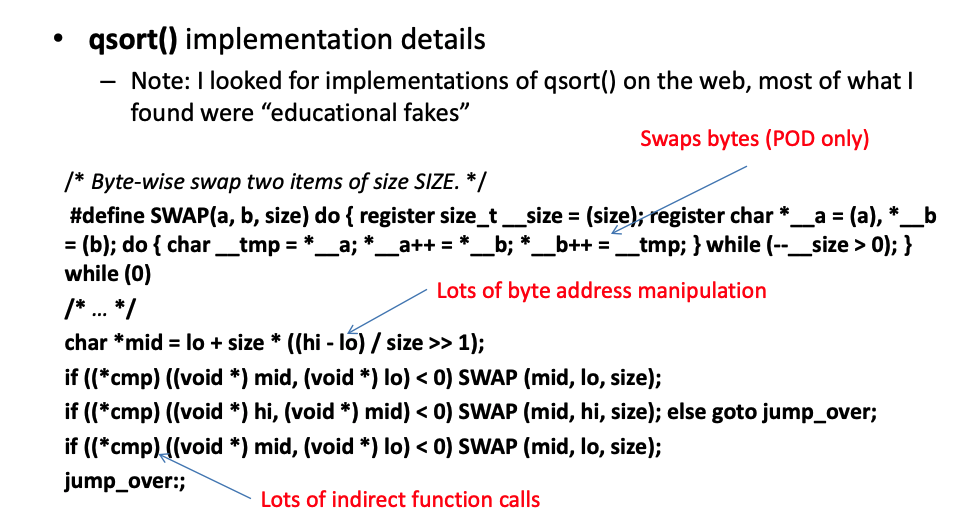 • qsort() implementation details
– Note: I looked for implementations of qsort() on the web, most of what I
found were “educational fakes”
Swaps bytes (POD only)
/* Byte-wise swap two items of size SIZE. */
#define SWAP(a, b, size) do { register size_t __size = (size); register char *__a = (a), *__b
= (b); do { char __tmp = *__a; *__a++ = *__b; *__b++ = __tmp; } while (--__size > 0); }
while (0)
Lots of byte address manipulation
/* ... */
char *mid = lo + size * ((hi - lo) / size >> 1);
if ((*cmp) ((void *) mid, (void *) lo) < 0) SWAP (mid, lo, size);
if ((*cmp) ((void *) hi, (void *) mid) < 0) SWAP (mid, hi, size); else goto jump_over;
if ((*cmp) ((void *) mid, (void *) lo) < 0) SWAP (mid, lo, size);
jump_over:;
Lots of indirect function calls